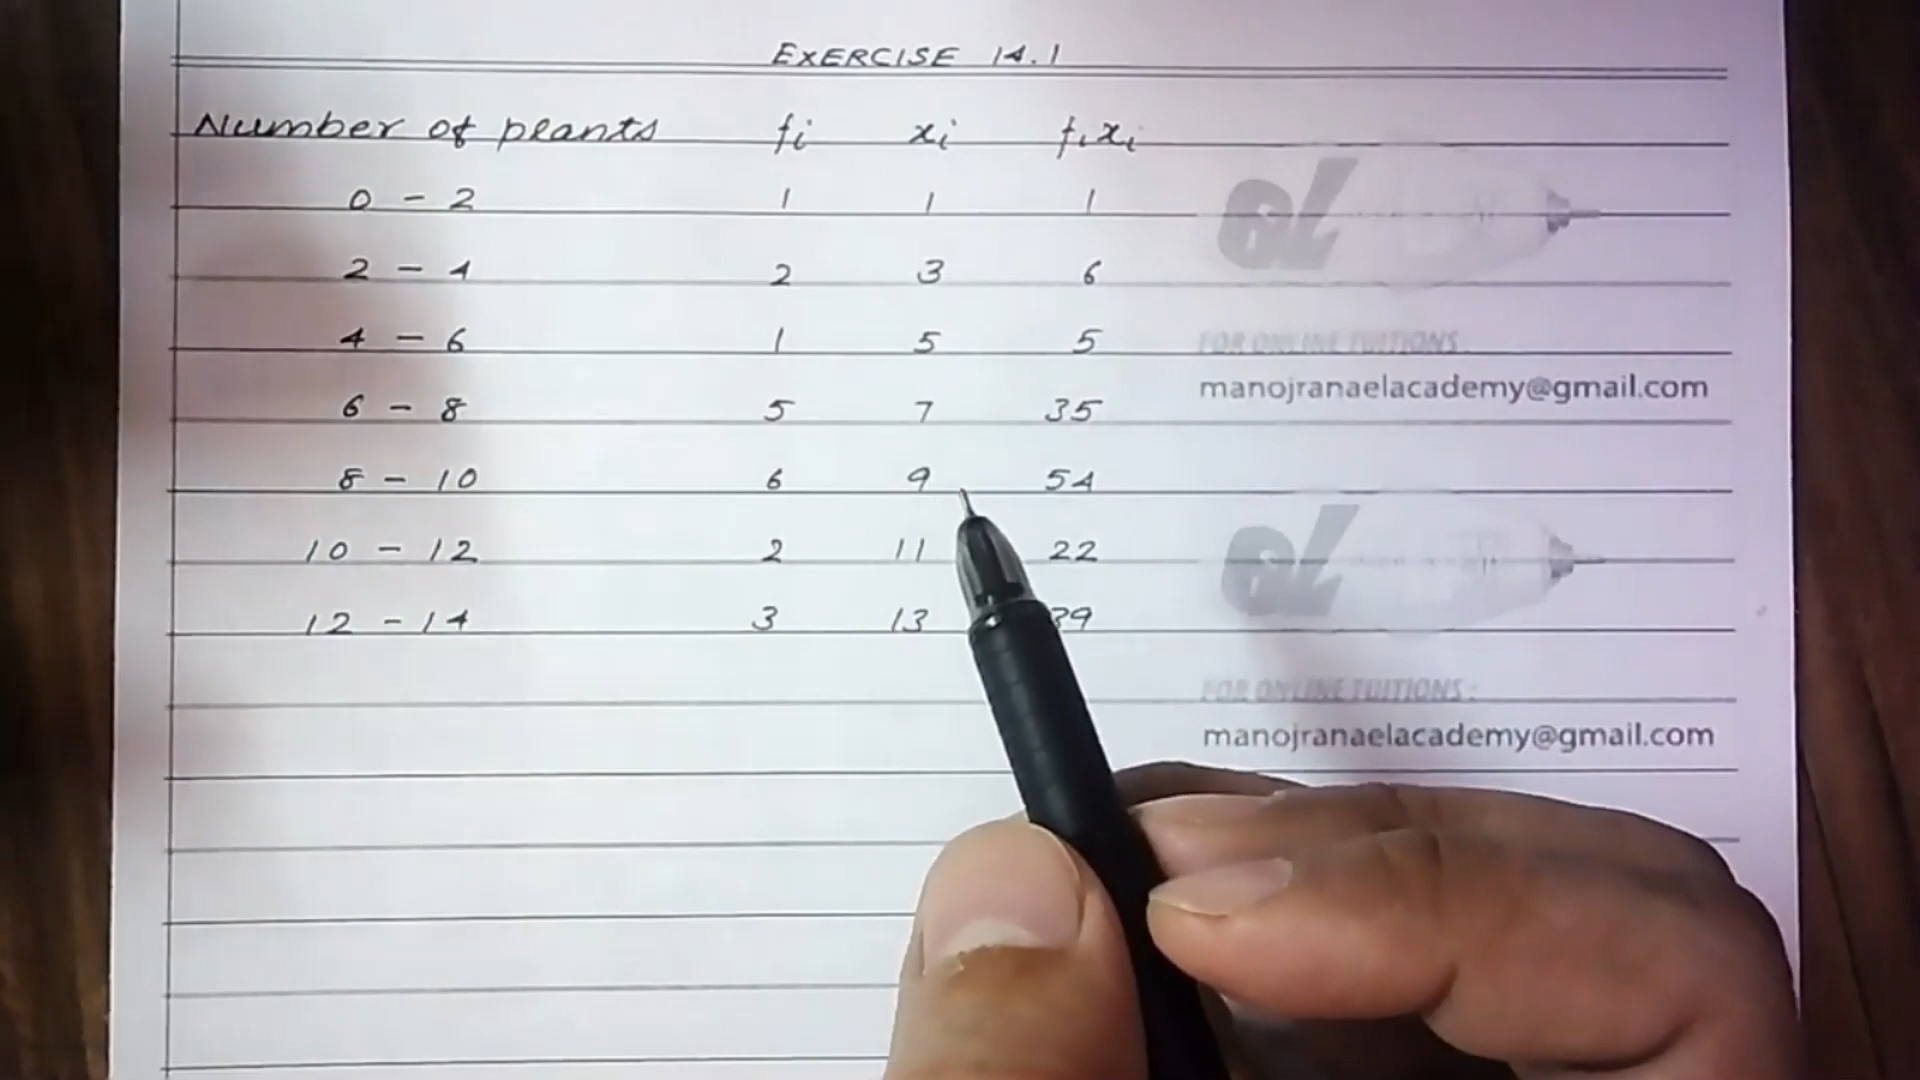 EXERCISE 14.1
Number of plants fi xi fixi
0 - 2 1 1 1
2 - 4 2 3 6
4 - 6 1 5 5
6 - 8 5 7 35
8 - 10 6 9 54
10 - 12 2 11 22
12 - 14 3 13 39
FOR ONLINE TUITIONS :
manojranaelacademy@gmail.com
FOR ONLINE TUITIONS :
manojranaelacademy@gmail.com